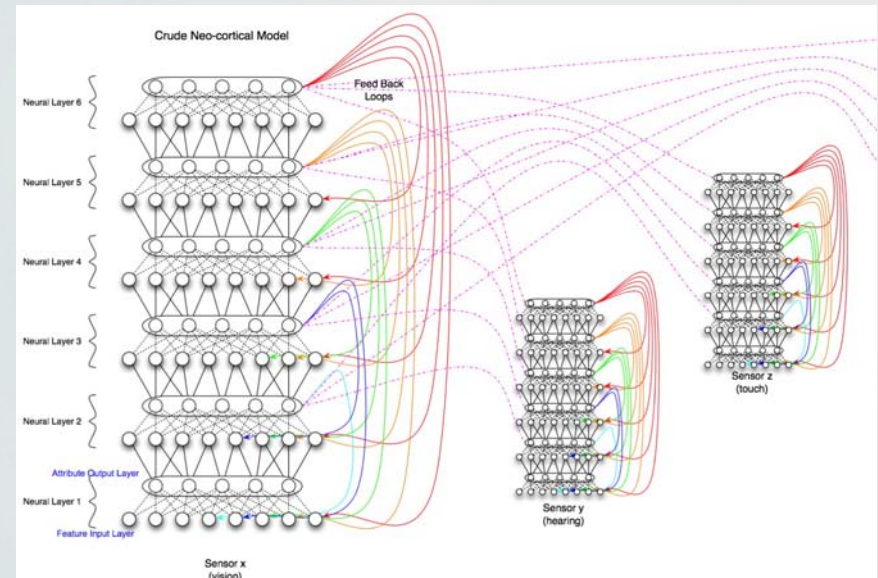 Crude Neo-cortical Model
Feed Back
Loops
Neural Layer 6
Neural Layer 5
Neural Layer 4
Neural Layer 3
Neural Layer 2
Attribute Output Layer
Neural Layer 1
Feature Input Layer
Sensor x
(vision)
Sensor y
(hearing)
Sensor z
(touch)